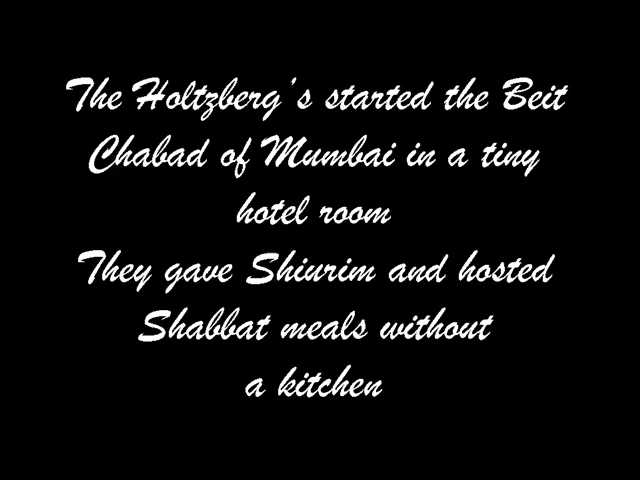 The Holtzberg's started the Beit
Chabad of Mumbai in a tiny
hotel room
They gave Shiurim and hosted
Shabbat meals without
a kitchen